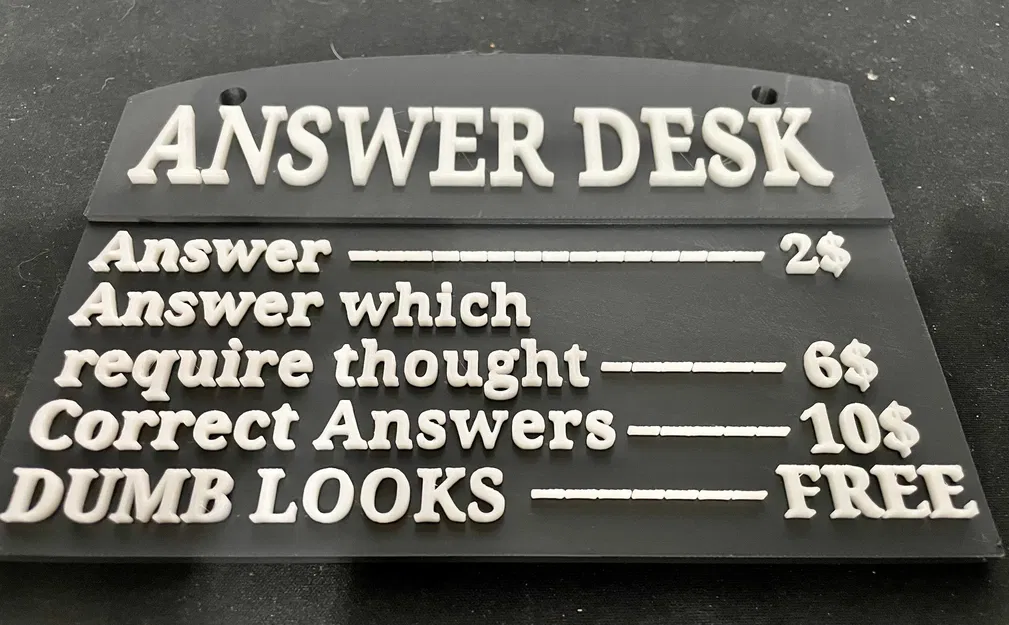 ANSWER DESK
Answer ---------------- 2$
Answer which
require thought ------- 6$
Correct Answers ------ 10$
DUMB LOOKS ------- FREE